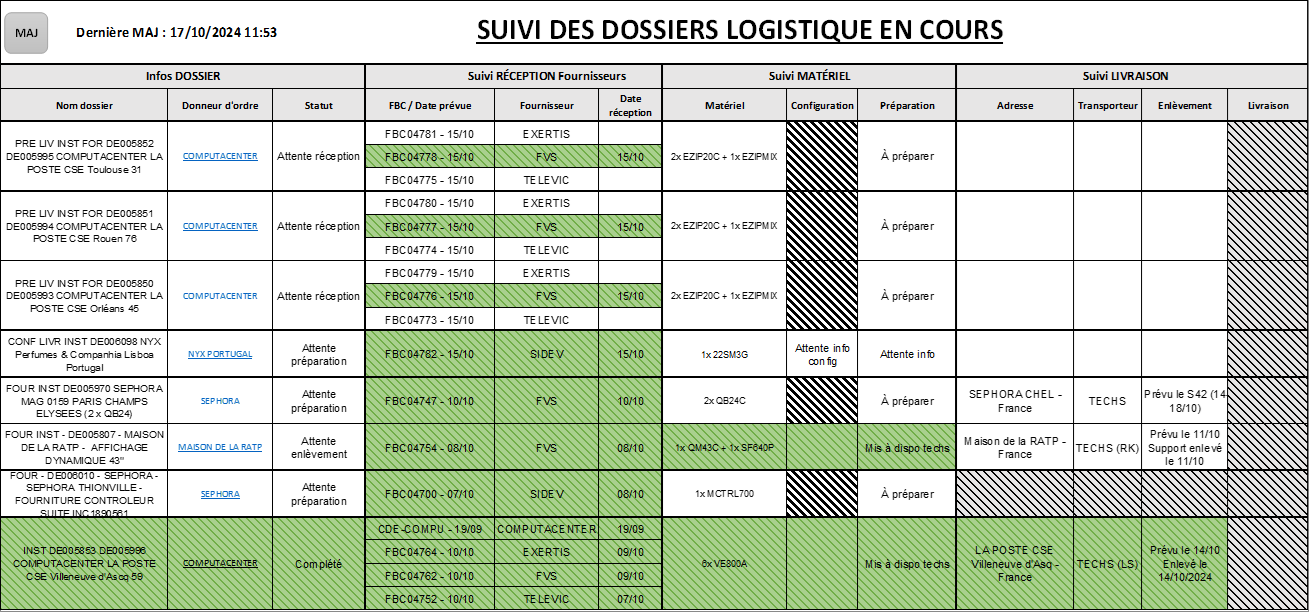 MAJ
Dernière MAJ : 17/10/2024 11:53
SUIVI DES DOSSIERS LOGISTIQUE EN COURS
Infos DOSSIER
Suivi RÉCEPTION Fournisseurs
Suivi MATÉRIEL
Suivi LIVRAISON
Nom dossier
Donneur d'ordre
Statut
FBC / Date prévue
Fournisseur
Date
réception
Matériel
Configuration
Préparation
Adresse
Transporteur
Enlèvement
Livraison
PRE LIV INST FOR DE005852
DE005995 COMPUTACENTER LA
POSTE CSE Toulouse 31
COMPUTACENTER
Attente réception
FBC04781 - 15/10
EXERTIS
FBC04778 - 15/10
FVS
15/10
FBC04775 - 15/10
TELEVIC
2x EZIP20C + 1x EZIPMIX
À préparer
PRE LIV INST FOR DE005851
DE005994 COMPUTACENTER LA
POSTE CSE Rouen 76
COMPUTACENTER
Attente réception
FBC04780 - 15/10
EXERTIS
FBC04777 - 15/10
FVS
15/10
FBC04774 - 15/10
TELEVIC
2x EZIP20C + 1x EZIPMIX
À préparer
PRE LIV INST FOR DE005850
DE005993 COMPUTACENTER LA
POSTE CSE Orléans 45
COMPUTACENTER
Attente réception
FBC04779 - 15/10
EXERTIS
FBC04776 - 15/10
FVS
15/10
FBC04773 - 15/10
TELEVIC
2x EZIP20C + 1x EZIPMIX
À préparer
CONF LIVR INST DE006098 NYX
Perfumes & Companhia Lisboa
Portugal
NYX PORTUGAL
Attente
préparation
FBC04782 - 15/10
SIDEV
15/10
1x 22SM3G
Attente info
config
Attente info
FOUR INST DE005970 SEPHORA
MAG 0159 PARIS CHAMPS
ELYSEES (2 x QB24)
SEPHORA
Attente
préparation
FBC04747 - 10/10
FVS
10/10
2x QB24C
À préparer
SEPHORA CHEL -
France
TECHS
Prévu le S42 (14-
18/10)
FOUR INST - DE005807 - MAISON
DE LA RATP - AFFICHAGE
DYNAMIQUE 43"
MAISON DE LA RATP
Attente
enlèvement
FBC04754 - 08/10
FVS
08/10
1x QM43C + 1x SF640P
Mis à dispo techs
Maison de la RATP -
France
TECHS (RK)
Prévu le 11/10
Support enlevé
le 11/10
FOUR - DE006010 - SEPHORA -
SEPHORA THIONVILLE -
FOURNITURE CONTROLEUR
SUITE INC1890561
SEPHORA
Attente
préparation
FBC04700 - 07/10
SIDEV
08/10
1x MCTRL700
À préparer
INST DE005853 DE005996
COMPUTACENTER LA POSTE
CSE Villeneuve d'Ascq 59
COMPUTACENTER
Complété
CDE-COMPU - 19/09
COMPUTACENTER
19/09
FBC04764 - 10/10
EXERTIS
09/10
FBC04762 - 10/10
FVS
09/10
FBC04752 - 10/10
TELEVIC
07/10
6x VE800A
Mis à dispo techs
LA POSTE CSE
Villeneuve d'Asq -
France
TECHS (LS)
Prévu le 14/10
Enlevé le
14/10/2024